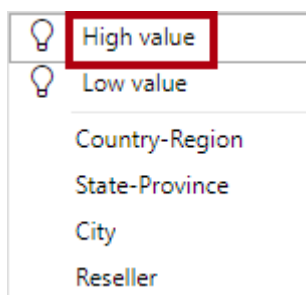 High value
Low value
Country-Region
State-Province
City
Reseller